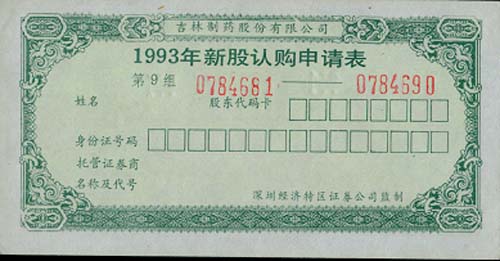 吉林制药股份有限公司
1993年新股认购申请表
第9组 0784681——0784690
姓名 股东代码卡
身份证号码
托管证券商
名称及代号
深圳经济特区证券公司监制